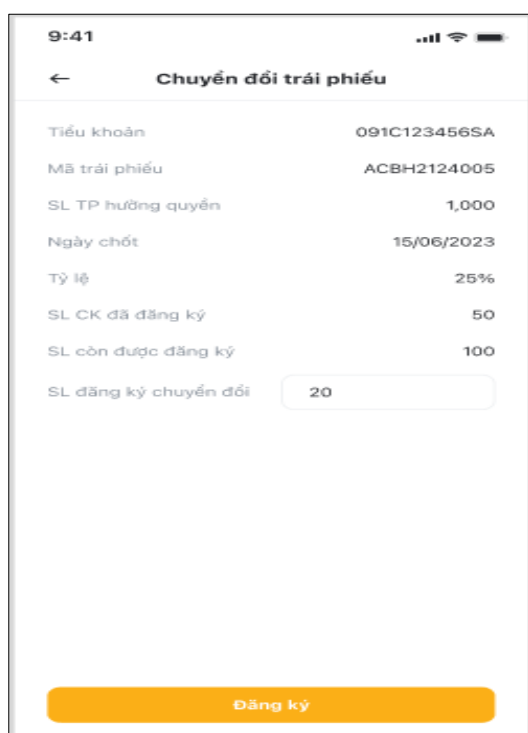 9:41
Chuyển đổi trái phiếu
Tiểu khoản 091C123456SA
Mã trái phiếu ACBH2124005
SL TP hưởng quyền 1,000
Ngày chốt 15/06/2023
Tỷ lệ 25%
SL CK đã đăng ký 50
SL còn được đăng ký 100
SL đăng ký chuyển đổi 20
Đăng ký